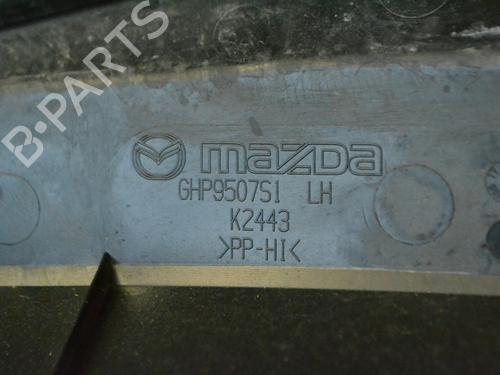 B-PARTS
mazda
GHP9507S1 LH
K2443
>PP-HI<